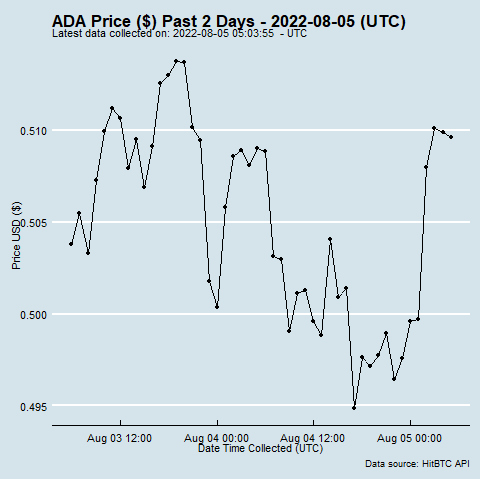 ADA Price ($) Past 2 Days - 2022-08-05 (UTC)
Latest data collected on: 2022-08-05 05:03:55 - UTC
0.510
0.505
0.500
0.495
Price USD ($)
Aug 03 12:00
Aug 04 00:00
Aug 04 12:00
Aug 05 00:00
Date Time Collected (UTC)
Data source: HitBTC API